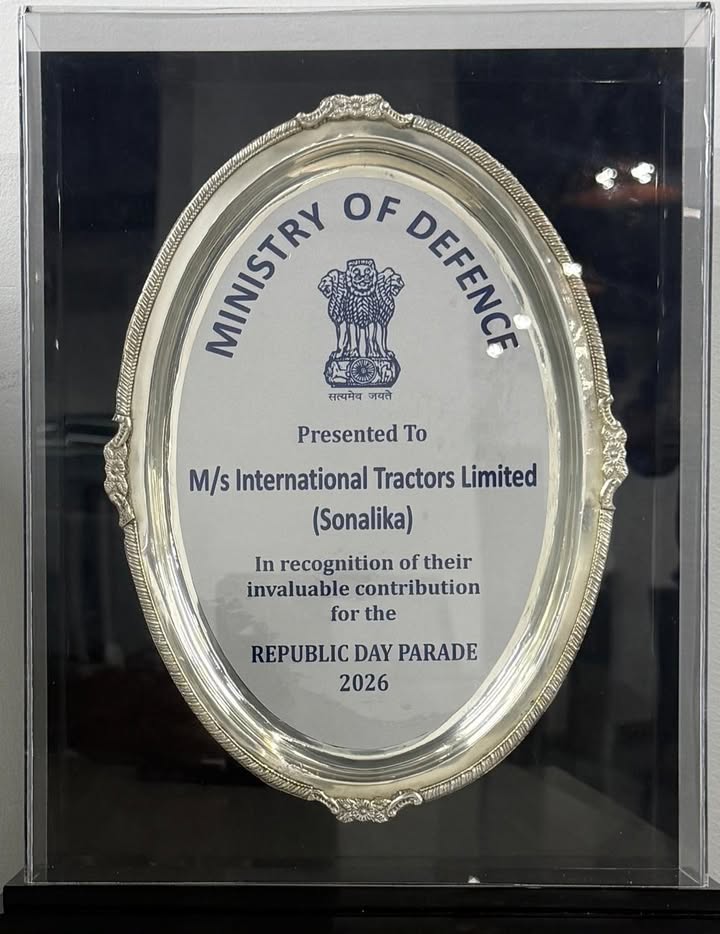 MINISTRY OF DEFENCE
सत्यमेव जयते
Presented To
M/s International Tractors Limited
(Sonalika)
In recognition of their
invaluable contribution
for the
REPUBLIC DAY PARADE
2026